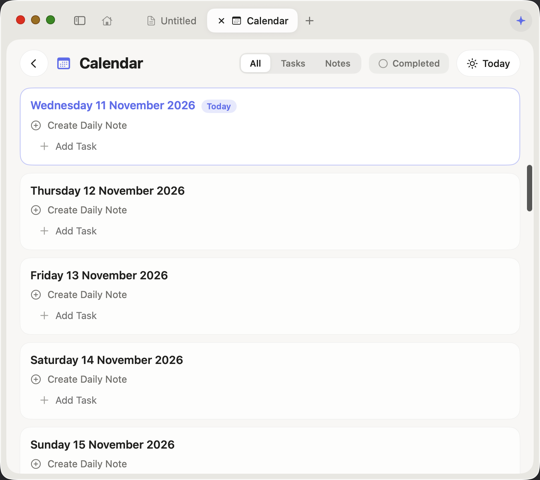 Untitled
Calendar
Calendar
All
Tasks
Notes
Completed
Today
Wednesday 11 November 2026
Today
Create Daily Note
Add Task
Thursday 12 November 2026
Create Daily Note
Add Task
Friday 13 November 2026
Create Daily Note
Add Task
Saturday 14 November 2026
Create Daily Note
Add Task
Sunday 15 November 2026
Create Daily Note